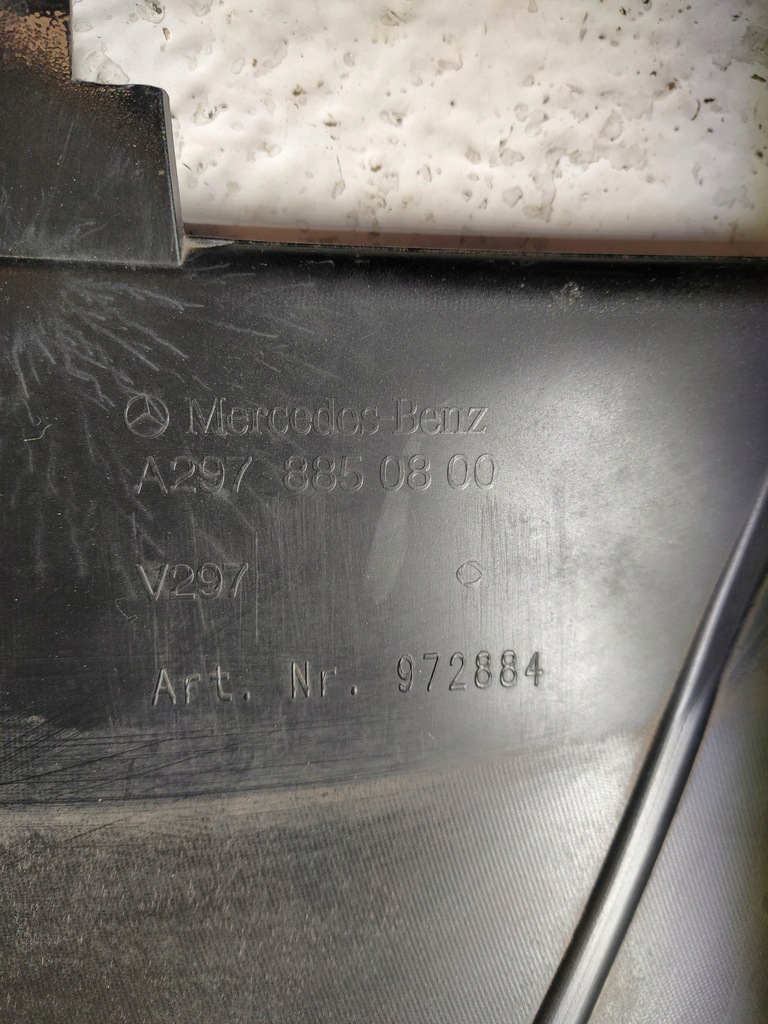 Mercedes-Benz
A297 885 08 00
V297
Art. Nr. 972884